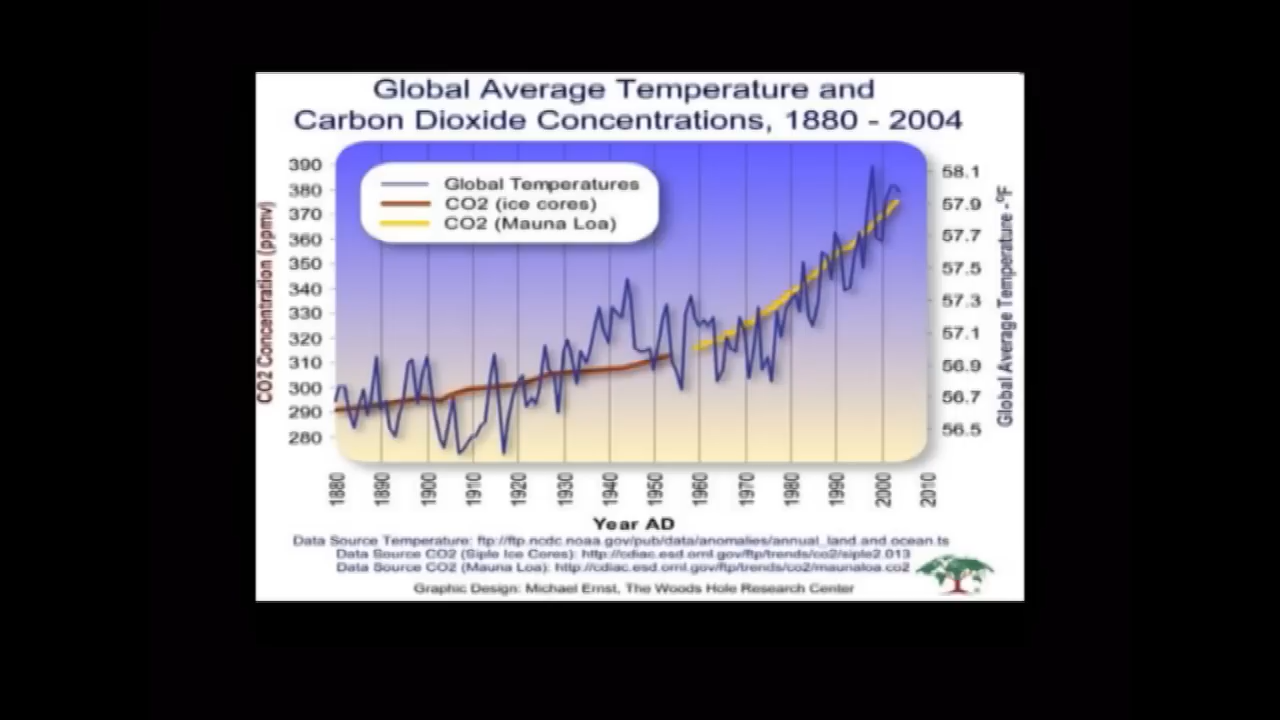 Global Average Temperature and
Carbon Dioxide Concentrations, 1880 - 2004
390
380
370
360
350
340
330
320
310
300
290
280
CO2 Concentration (ppmv)
Global Temperatures
CO2 (ice cores)
CO2 (Mauna Loa)
58.1
57.9
57.7
57.5
57.3
57.1
56.9
56.7
56.5
Global Average Temperature -ºF
1880
1890
1900
1910
1920
1930
1940
1950
1960
1970
1980
1990
2000
2010
Year AD
Data Source Temperature: ftp://ftp.ncdc.noaa.gov/pub/data/anomalies/annual_land.and.ocean.ts
Data Source CO2 (Siple Ice Cores): http://cdiac.esd.ornl.gov/ftp/trends/co2/siple2.013
Data Source CO2 (Mauna Loa): http://cdiac.esd.ornl.gov/ftp/trends/co2/maunaloa.co2
Graphic Design: Michael Ernst, The Woods Hole Research Center